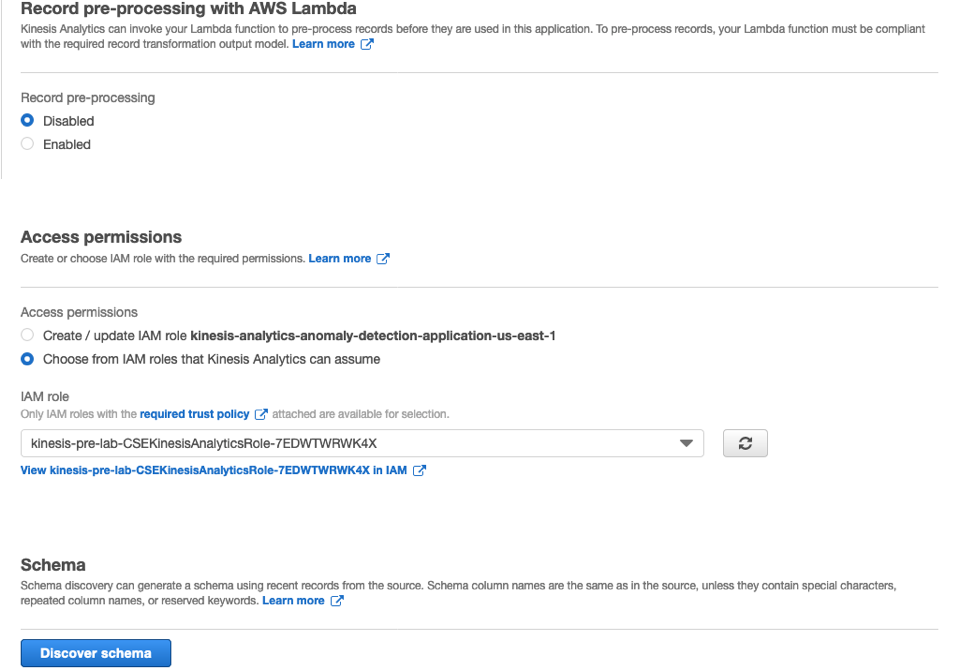 Record pre-processing with AWS Lambda
Kinesis Analytics can invoke your Lambda function to pre-process records before they are used in this application. To pre-process records, your Lambda function must be compliant
with the required record transformation output model. Learn more
Record pre-processing
Disabled
Enabled
Access permissions
Create or choose IAM role with the required permissions. Learn more
Access permissions
Create / update IAM role kinesis-analytics-anomaly-detection-application-us-east-1
Choose from IAM roles that Kinesis Analytics can assume
IAM role
Only IAM roles with the required trust policy attached are available for selection.
kinesis-pre-lab-CSEKinesisAnalyticsRole-7EDWTWRWK4X
View kinesis-pre-lab-CSEKinesisAnalyticsRole-7EDWTWRWK4X in IAM
Schema
Schema discovery can generate a schema using recent records from the source. Schema column names are the same as in the source, unless they contain special characters,
repeated column names, or reserved keywords. Learn more
Discover schema